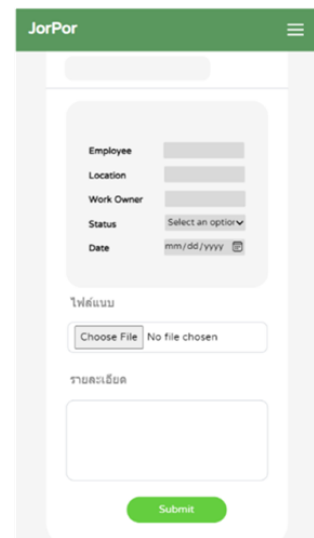 JorPor
Employee
Location
Work Owner
Status Select an option
Date mm/dd/yyyy
ไฟล์แนบ
Choose File No file chosen
รายละเอียด
Submit